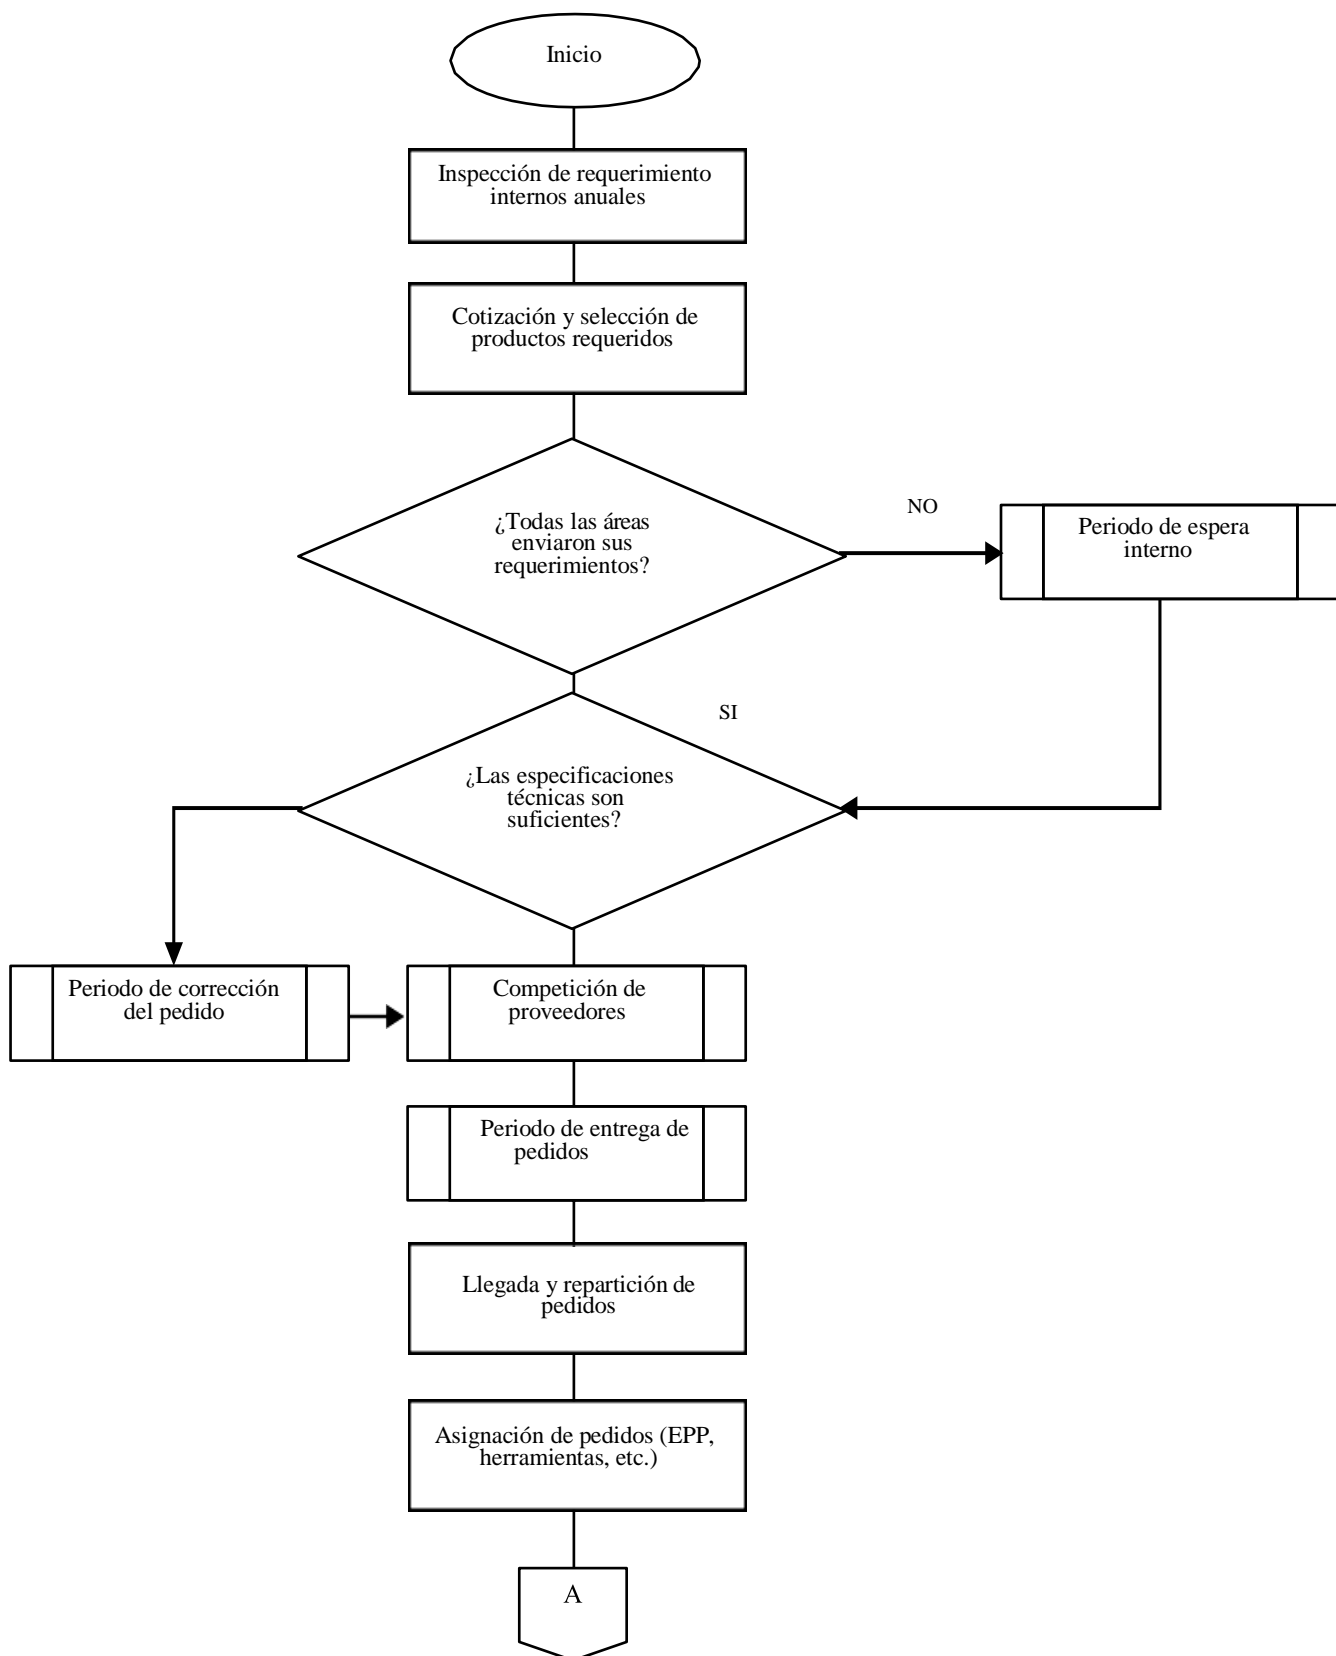 Inicio
Inspección de requerimiento
internos anuales
Cotización y selección de
productos requeridos
¿Todas las áreas
enviaron sus
requerimientos?
NO
Periodo de espera
interno
SI
¿Las especificaciones
técnicas son
suficientes?
Periodo de corrección
del pedido
Competición de
proveedores
Periodo de entrega de
pedidos
Llegada y repartición de
pedidos
Asignación de pedidos (EPP,
herramientas, etc.)
A